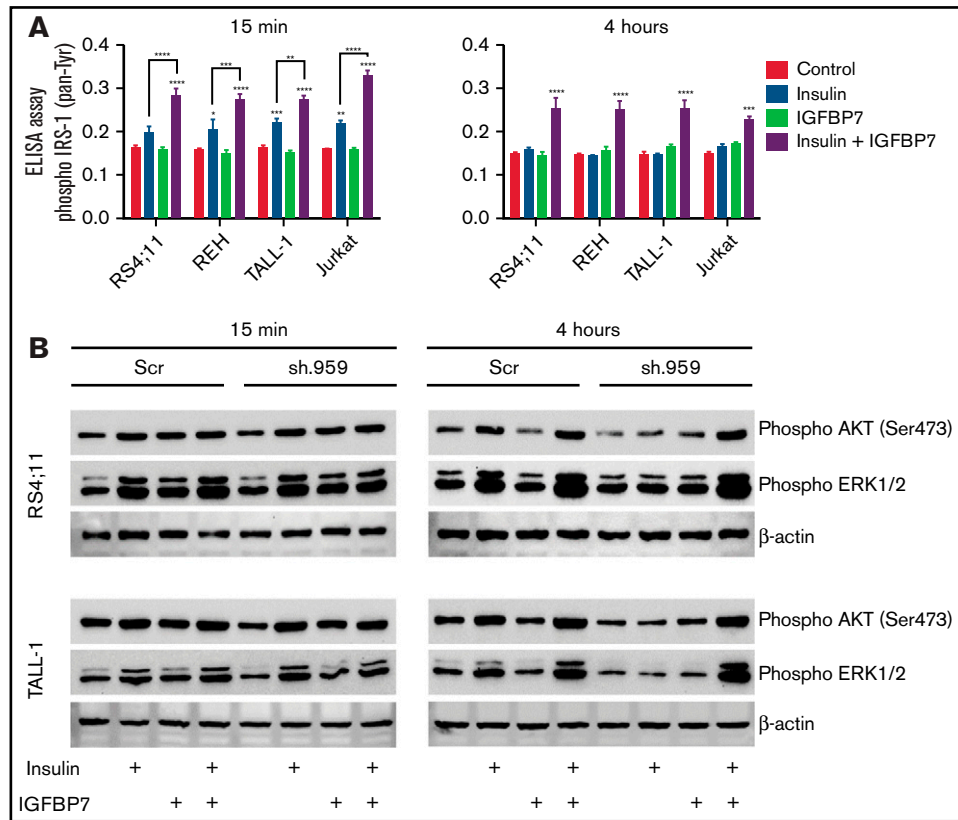 A
15 min
4 hours
ELISA assay
phospho IRS-1 (pan-Tyr)
0.4
0.3
0.2
0.1
0.0
****
****
***
*
****
**
***
****
****
**
****
RS4;11
REH
TALL-1
Jurkat
0.4
0.3
0.2
0.1
0.0
****
****
****
***
RS4;11
REH
TALL-1
Jurkat
Control
Insulin
IGFBP7
Insulin + IGFBP7
B
15 min
4 hours
Scr
sh.959
Scr
sh.959
RS4;11
Phospho AKT (Ser473)
Phospho ERK1/2
β-actin
TALL-1
Phospho AKT (Ser473)
Phospho ERK1/2
β-actin
Insulin + + + + + + + +
IGFBP7 + + + + + + + +